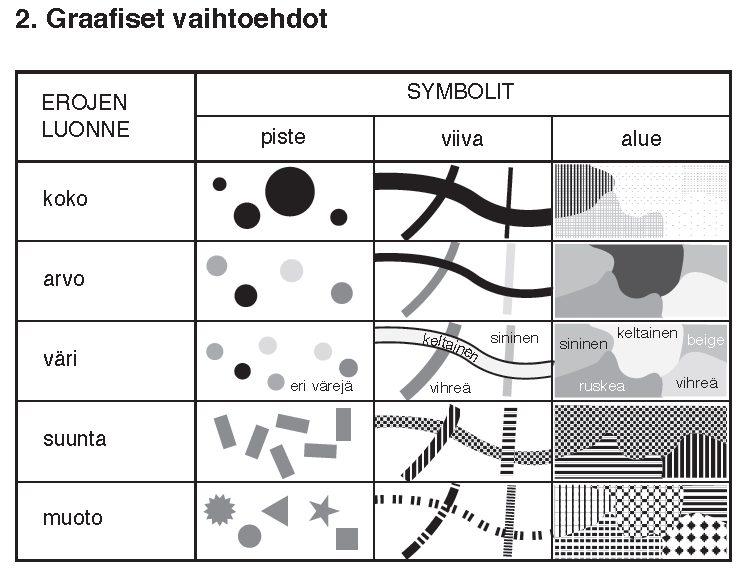 2. Graafiset vaihtoehdot
EROJEN
LUONNE
SYMBOLIT
piste
viiva
alue
koko
arvo
väri
eri värejä
keltainen
sininen
vihreä
sininen
keltainen
beige
ruskea
vihreä
suunta
muoto